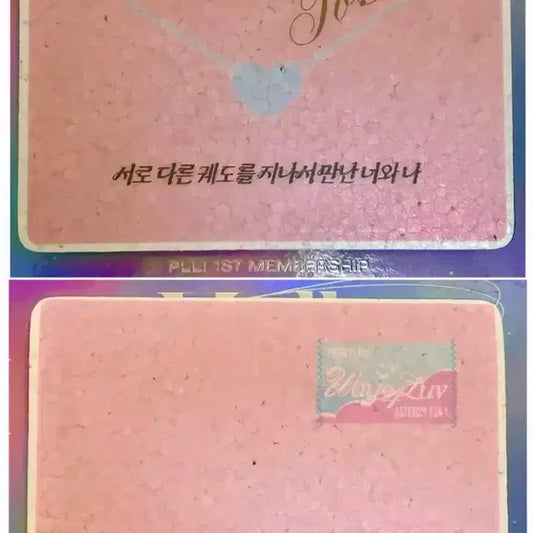 서로 다른 궤도를 지나서 만난 너와 나
PLLI 1ST MEMBERSHIP
Way 4 Luv
ASTERUM 134-1